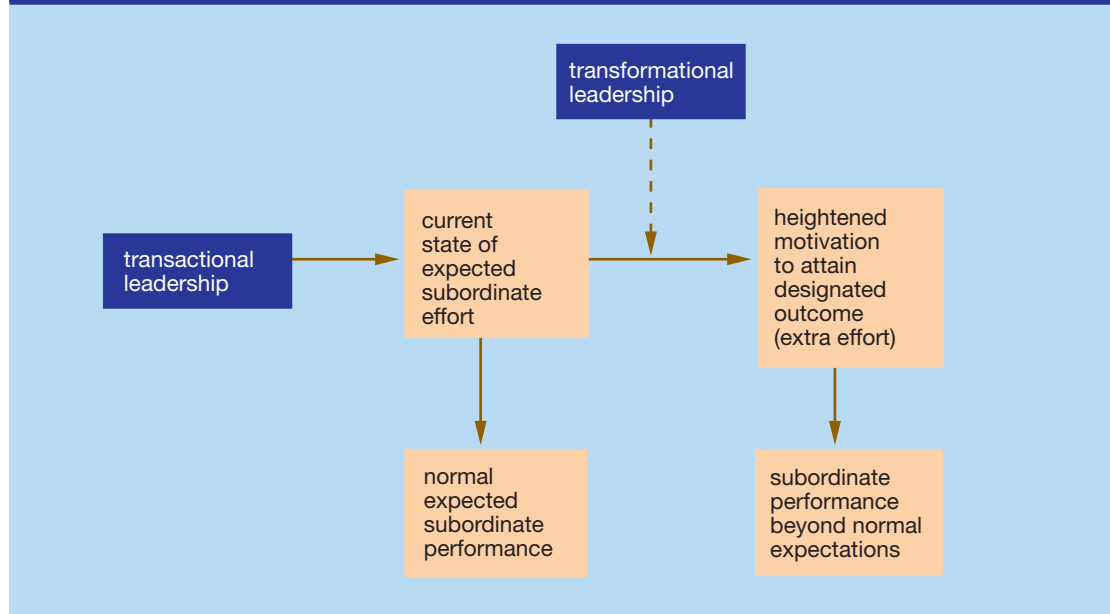 transformational
leadership
transactional
leadership
current
state of
expected
subordinate
effort
heightened
motivation
to attain
designated
outcome
(extra effort)
normal
expected
subordinate
performance
subordinate
performance
beyond normal
expectations